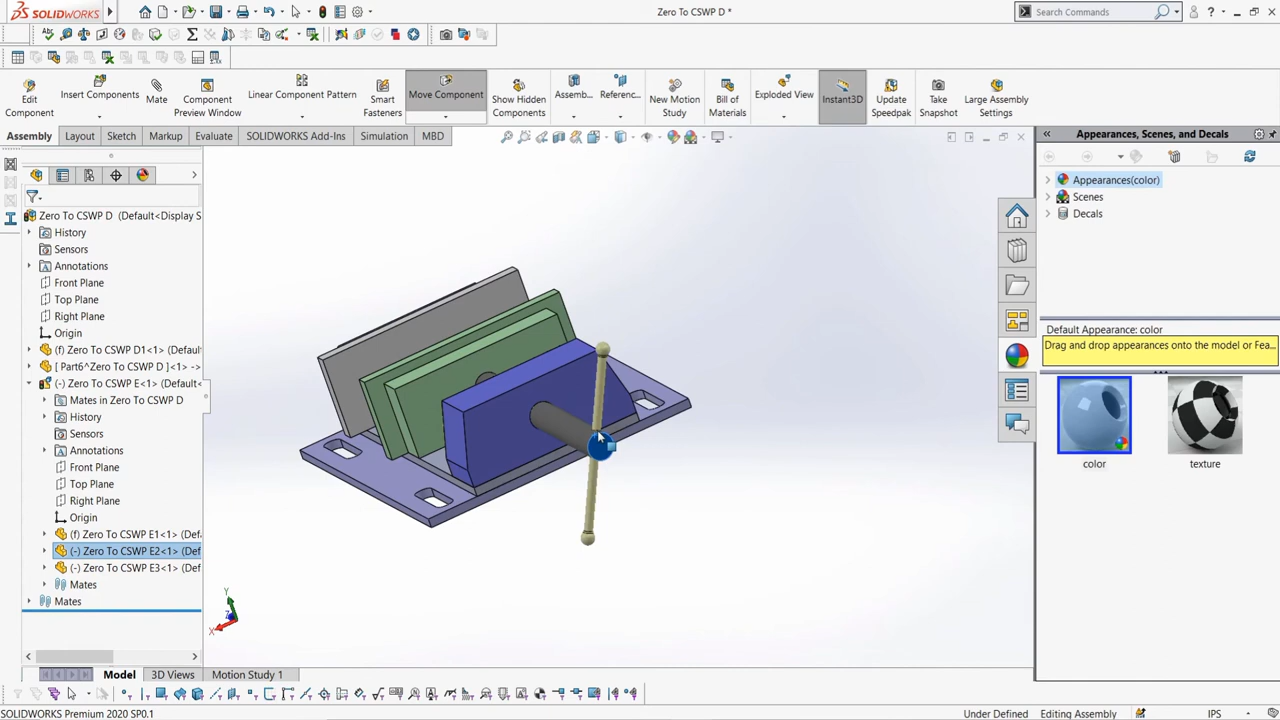 SOLIDWORKS
Zero To CSWP D *
Search Commands
Edit Component
Insert Components
Mate
Component Preview Window
Linear Component Pattern
Smart Fasteners
Move Component
Show Hidden Components
Assemb...
Referenc...
New Motion Study
Bill of Materials
Exploded View
Instant3D
Update Speedpak
Take Snapshot
Large Assembly Settings
Assembly
Layout
Sketch
Markup
Evaluate
SOLIDWORKS Add-Ins
Simulation
MBD
Appearances, Scenes, and Decals
Appearances(color)
Scenes
Decals
Zero To CSWP D (Default<Display S
History
Sensors
Annotations
Front Plane
Top Plane
Right Plane
Origin
(f) Zero To CSWP D1<1> (Defau
[ Part6^Zero To CSWP D ]<1> ->
(-) Zero To CSWP E<1> (Default<
Mates in Zero To CSWP D
History
Sensors
Annotations
Front Plane
Top Plane
Right Plane
Origin
(f) Zero To CSWP E1<1> (Defa
(-) Zero To CSWP E2<1> (Def
(-) Zero To CSWP E3<1> (Def
Mates
Mates
Y
X
Z
Default Appearance: color
Drag and drop appearances onto the model or Fea...
color
texture
Model
3D Views
Motion Study 1
SOLIDWORKS Premium 2020 SP0.1
Under Defined
Editing Assembly
IPS